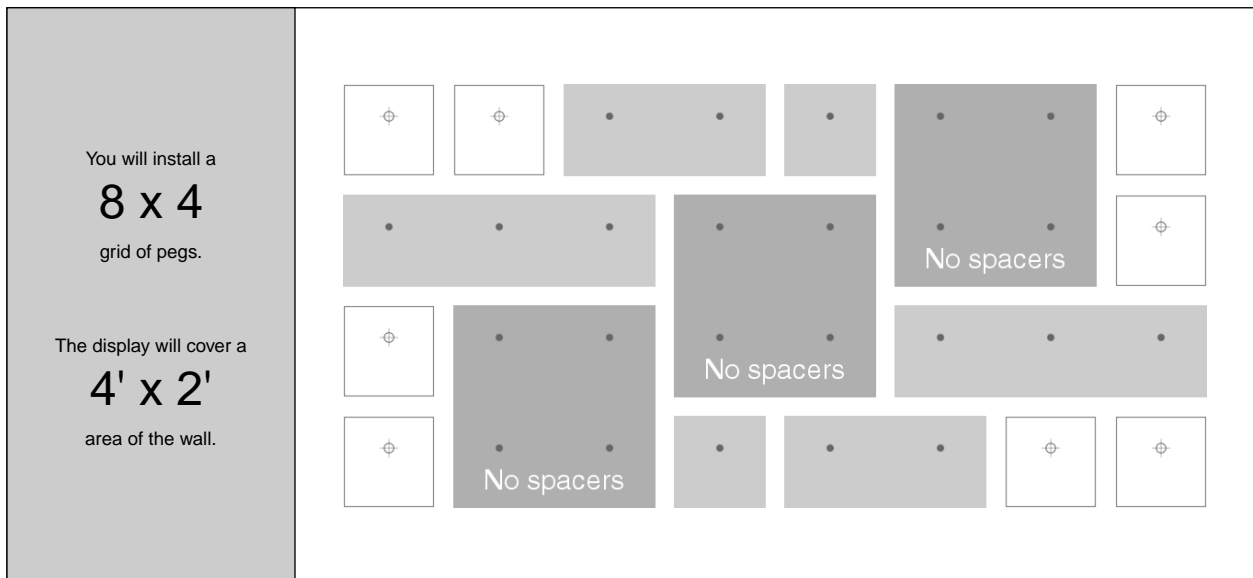 You will install a
8 x 4
grid of pegs.
The display will cover a
4' x 2'
area of the wall.
No spacers
No spacers
No spacers